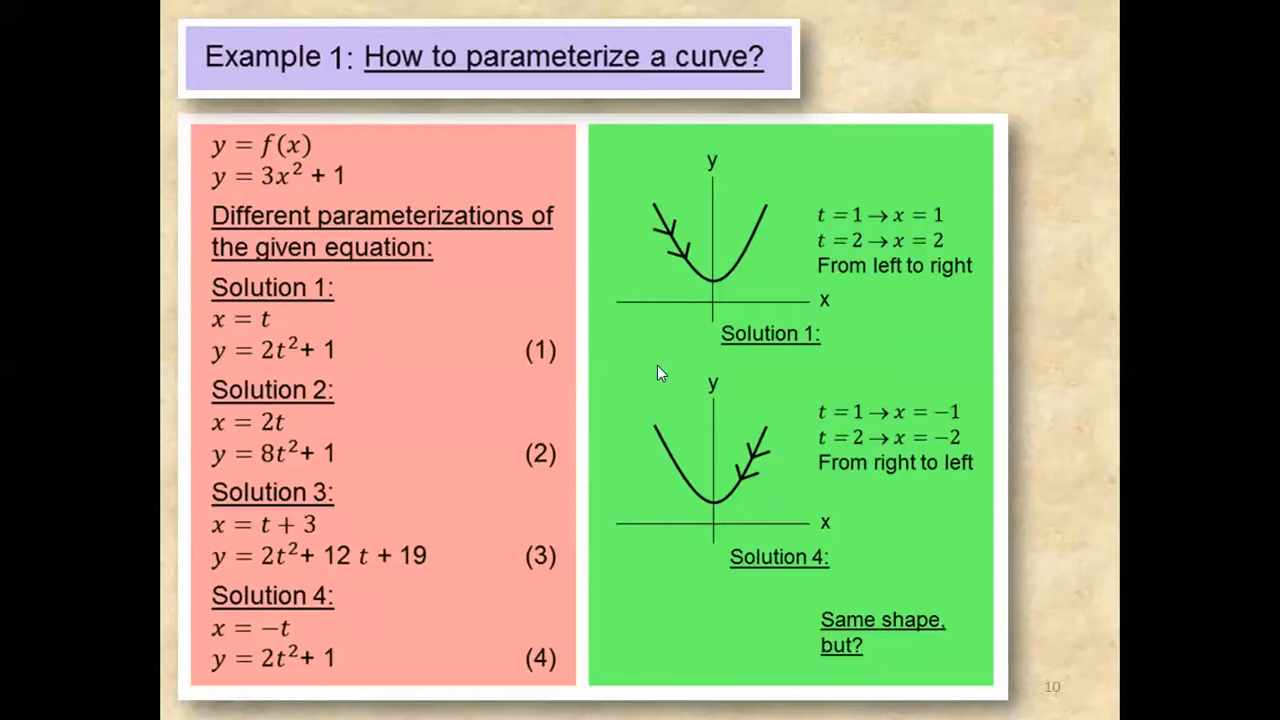 Example 1: How to parameterize a curve?
y = f(x)
y = 3x² + 1
Different parameterizations of
the given equation:
Solution 1:
x = t
y = 2t²+ 1 (1)
Solution 2:
x = 2t
y = 8t²+ 1 (2)
Solution 3:
x = t + 3
y = 2t²+ 12 t + 19 (3)
Solution 4:
x = −t
y = 2t²+ 1 (4)
y
t = 1 → x = 1
t = 2 → x = 2
From left to right
x
Solution 1:
y
t = 1 → x = −1
t = 2 → x = −2
From right to left
x
Solution 4:
Same shape,
but?
10